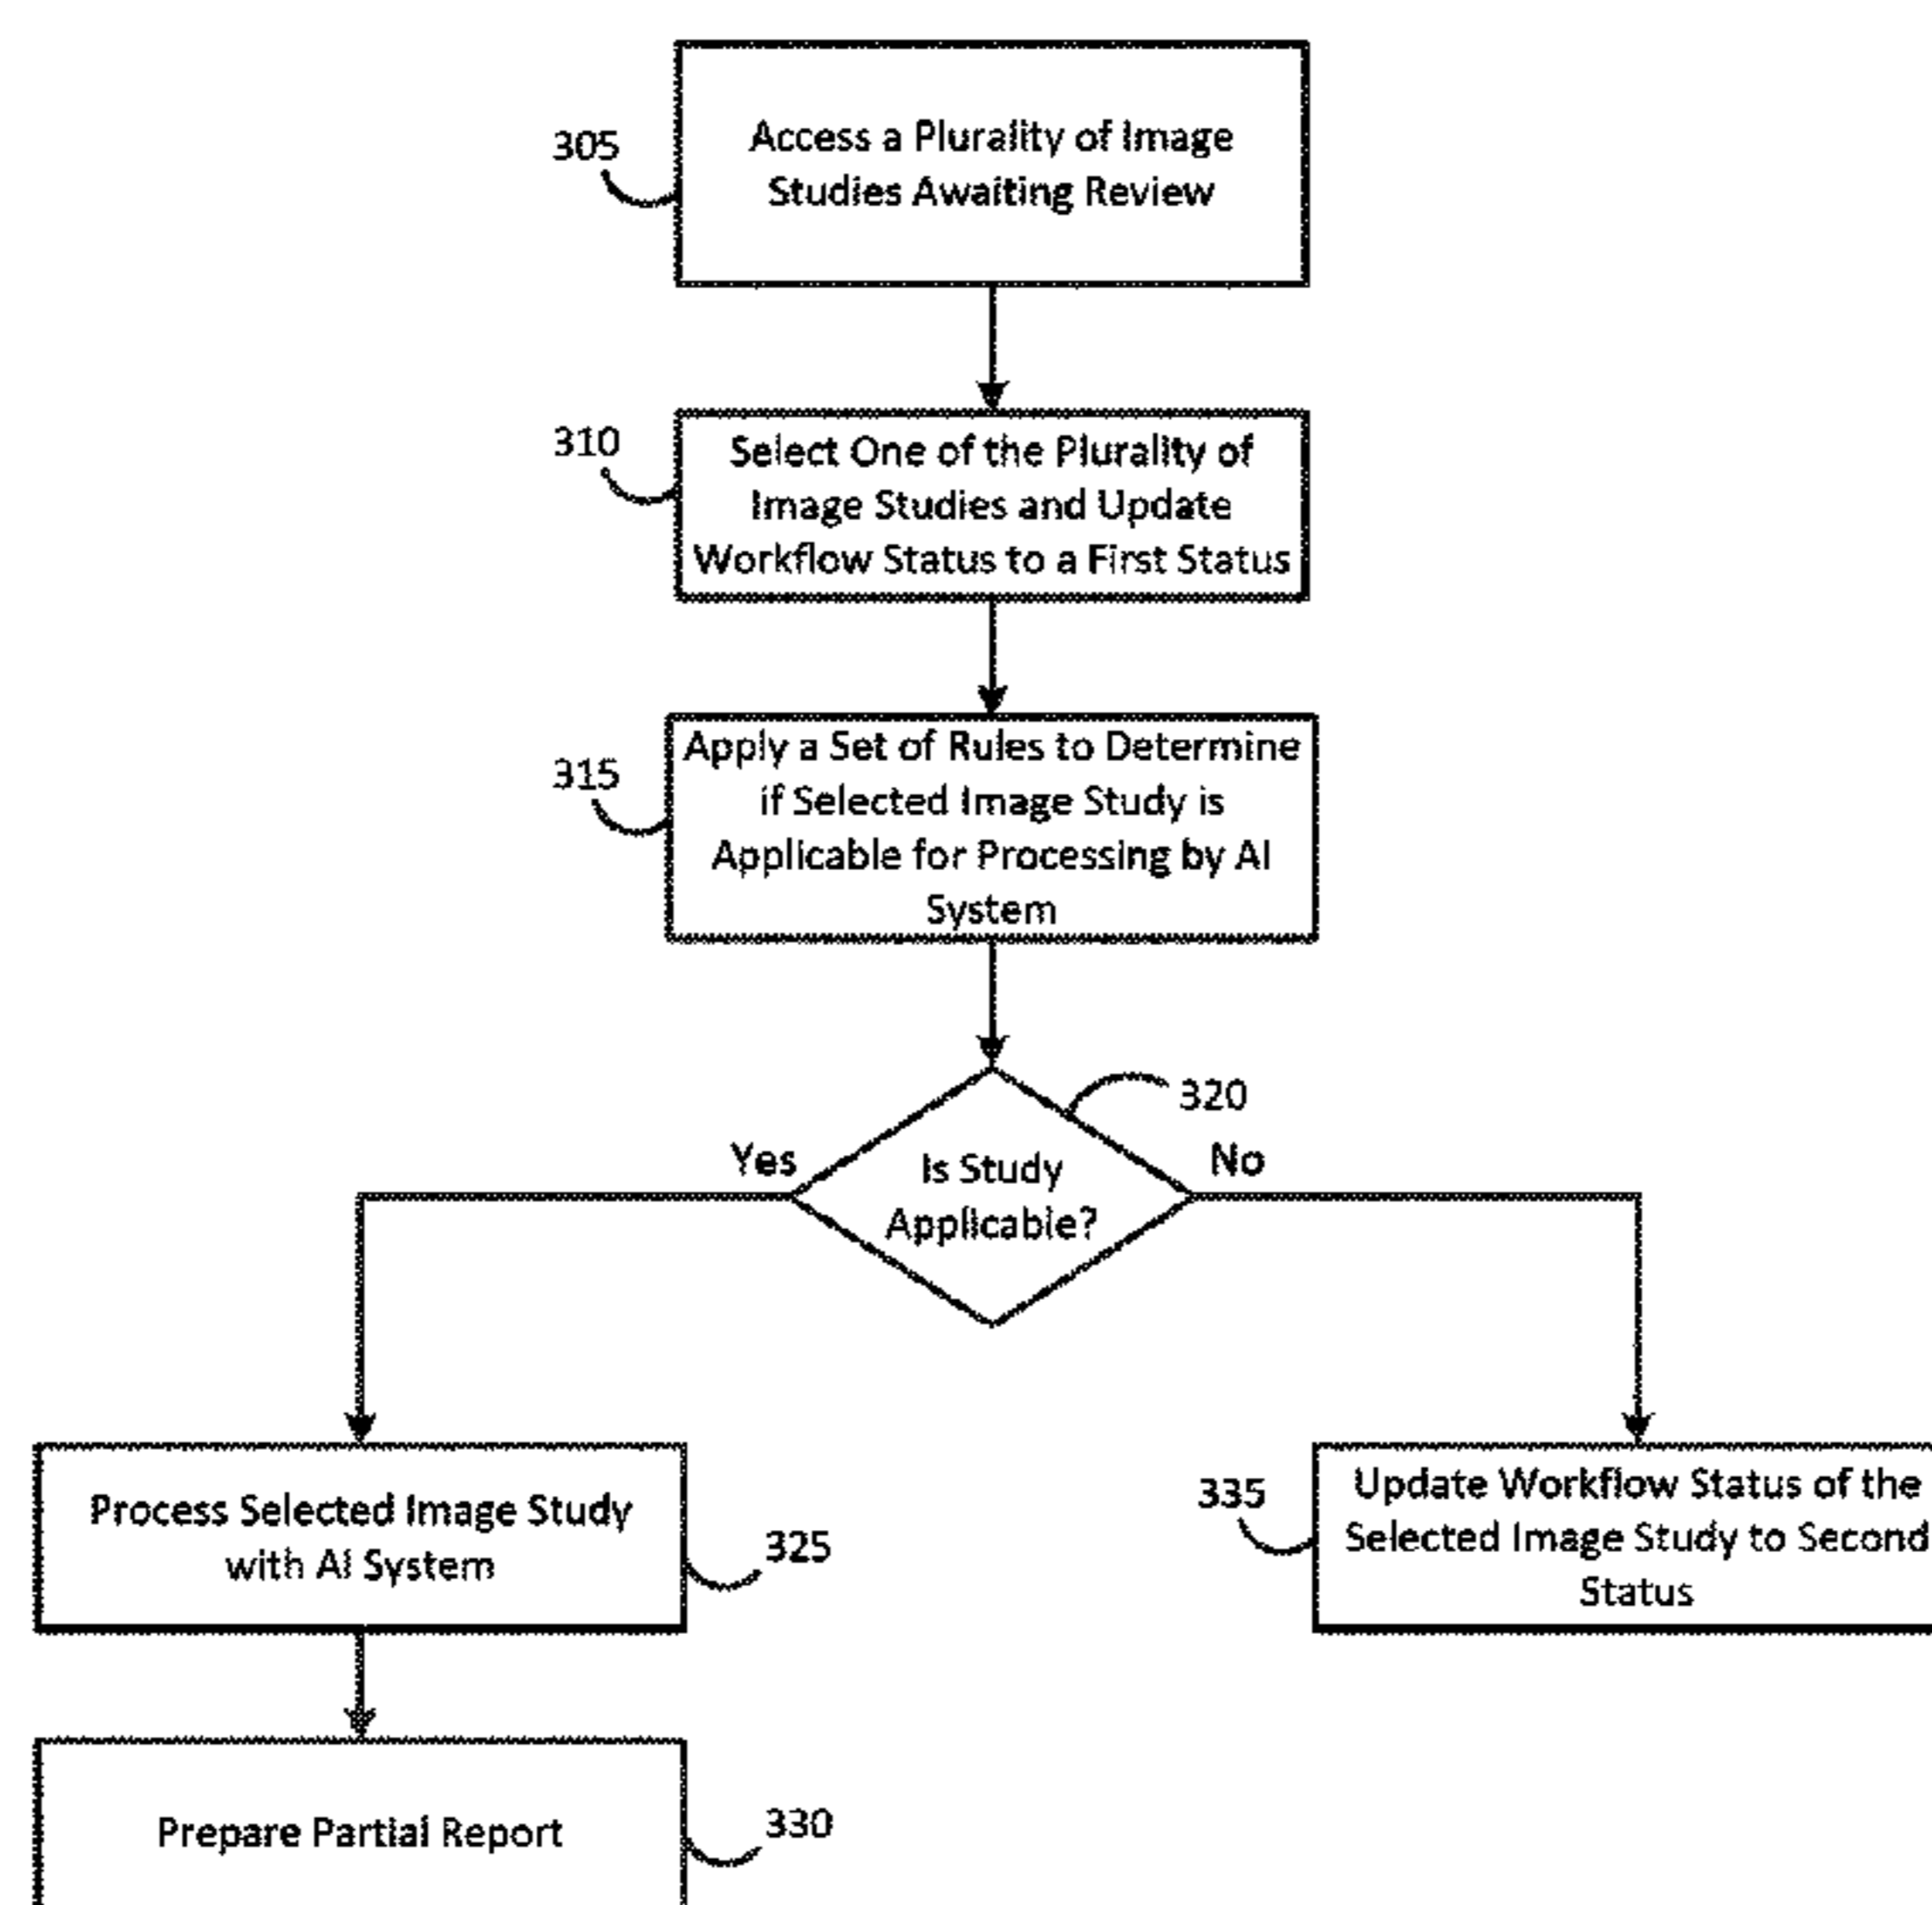 305
Access a Plurality of Image
Studies Awaiting Review
310
Select One of the Plurality of
Image Studies and Update
Workflow Status to a First Status
315
Apply a Set of Rules to Determine
if Selected Image Study is
Applicable for Processing by AI
System
320
Yes
Is Study
Applicable?
No
Process Selected Image Study
with AI System
325
335
Update Workflow Status of the
Selected Image Study to Second
Status
Prepare Partial Report
330